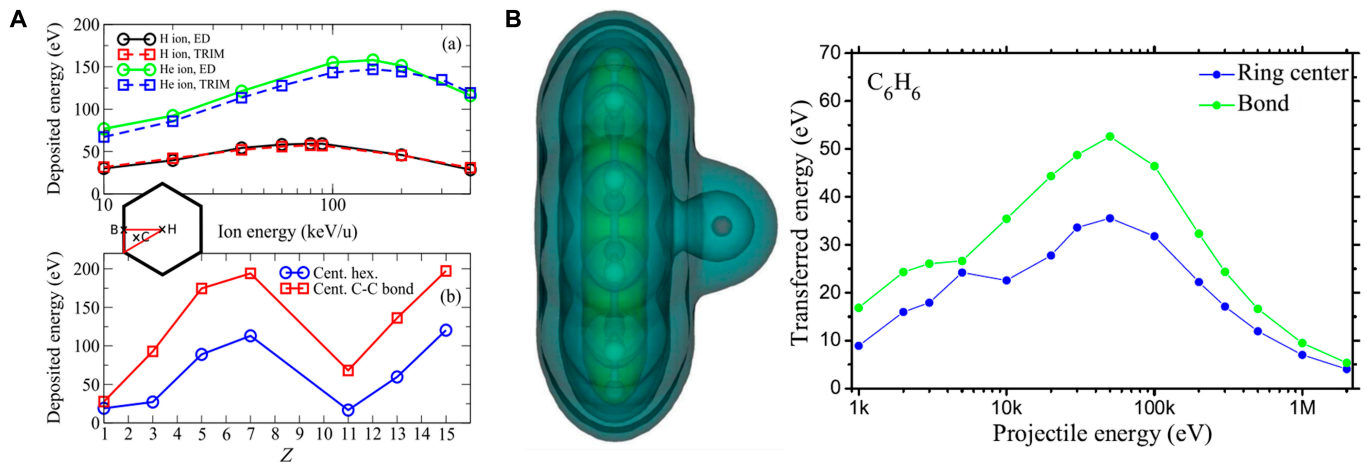 A
200
150
100
50
0
Deposited energy (eV)
H ion, ED
H ion, TRIM
He ion, ED
He ion, TRIM
(a)
10
100
Ion energy (keV/u)
B
C
H
200
150
100
50
0
Deposited energy (eV)
Cent. hex.
Cent. C-C bond
(b)
1 2 3 4 5 6 7 8 9 10 11 12 13 14 15
Z
B
70
60
50
40
30
20
10
0
Transferred energy (eV)
C₆H₆
Ring center
Bond
1k 10k 100k 1M
Projectile energy (eV)